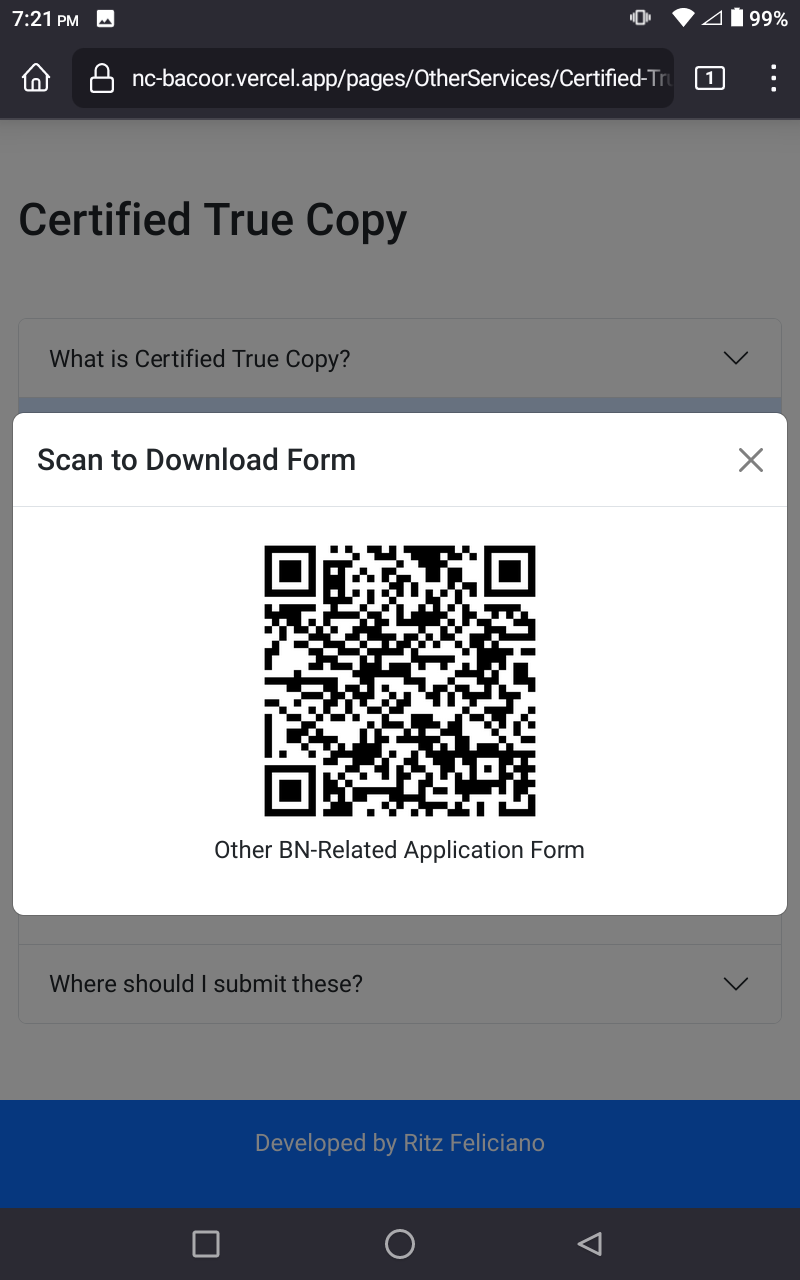 7:21 PM
99%
nc-bacoor.vercel.app/pages/OtherServices/Certified-Tru
1
Certified True Copy
What is Certified True Copy?
Scan to Download Form
Other BN-Related Application Form
Where should I submit these?
Developed by Ritz Feliciano